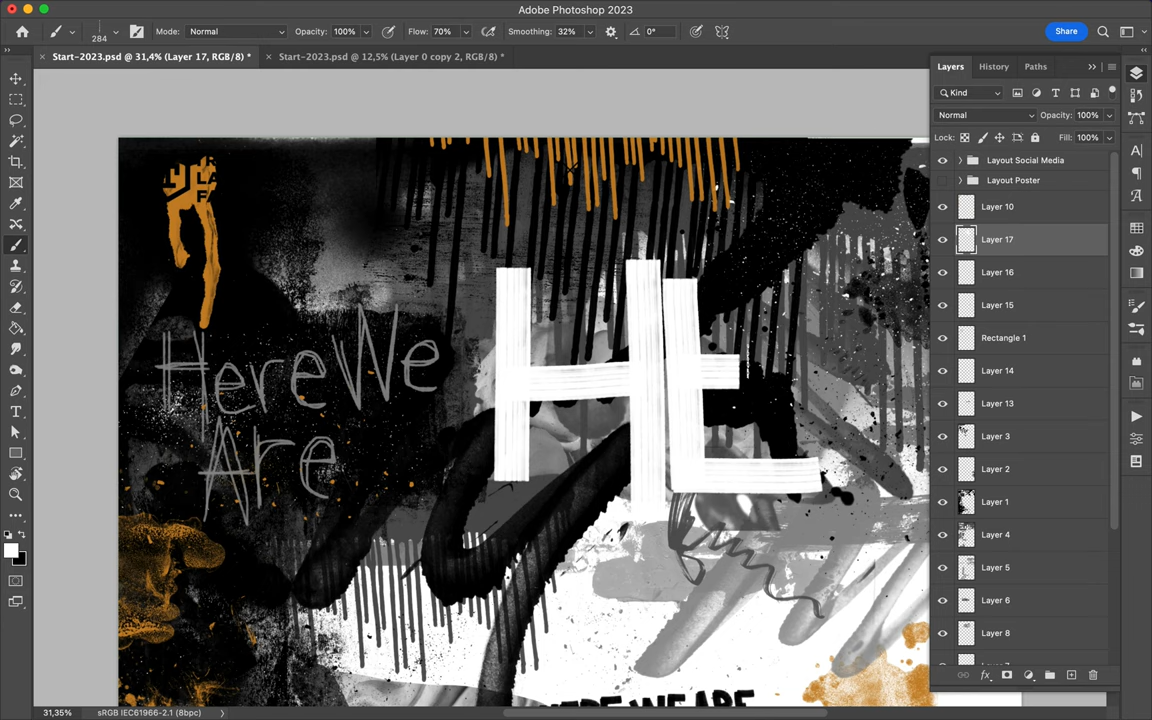 Adobe Photoshop 2023
284 Mode: Normal Opacity: 100% Flow: 70% Smoothing: 32% 0° Share
Start-2023.psd @ 31,4% (Layer 17, RGB/8) * Start-2023.psd @ 12,5% (Layer 0 copy 2, RGB/8) *
Layers History Paths
Kind
Normal Opacity: 100%
Lock: Fill: 100%
Layout Social Media
Layout Poster
Layer 10
Layer 17
Layer 16
Layer 15
Rectangle 1
Layer 14
Layer 13
Layer 3
Layer 2
Layer 1
Layer 4
Layer 5
Layer 6
Layer 8
HereWe
Are
HERE WE ARE
31,35% sRGB IEC61966-2.1 (8bpc)